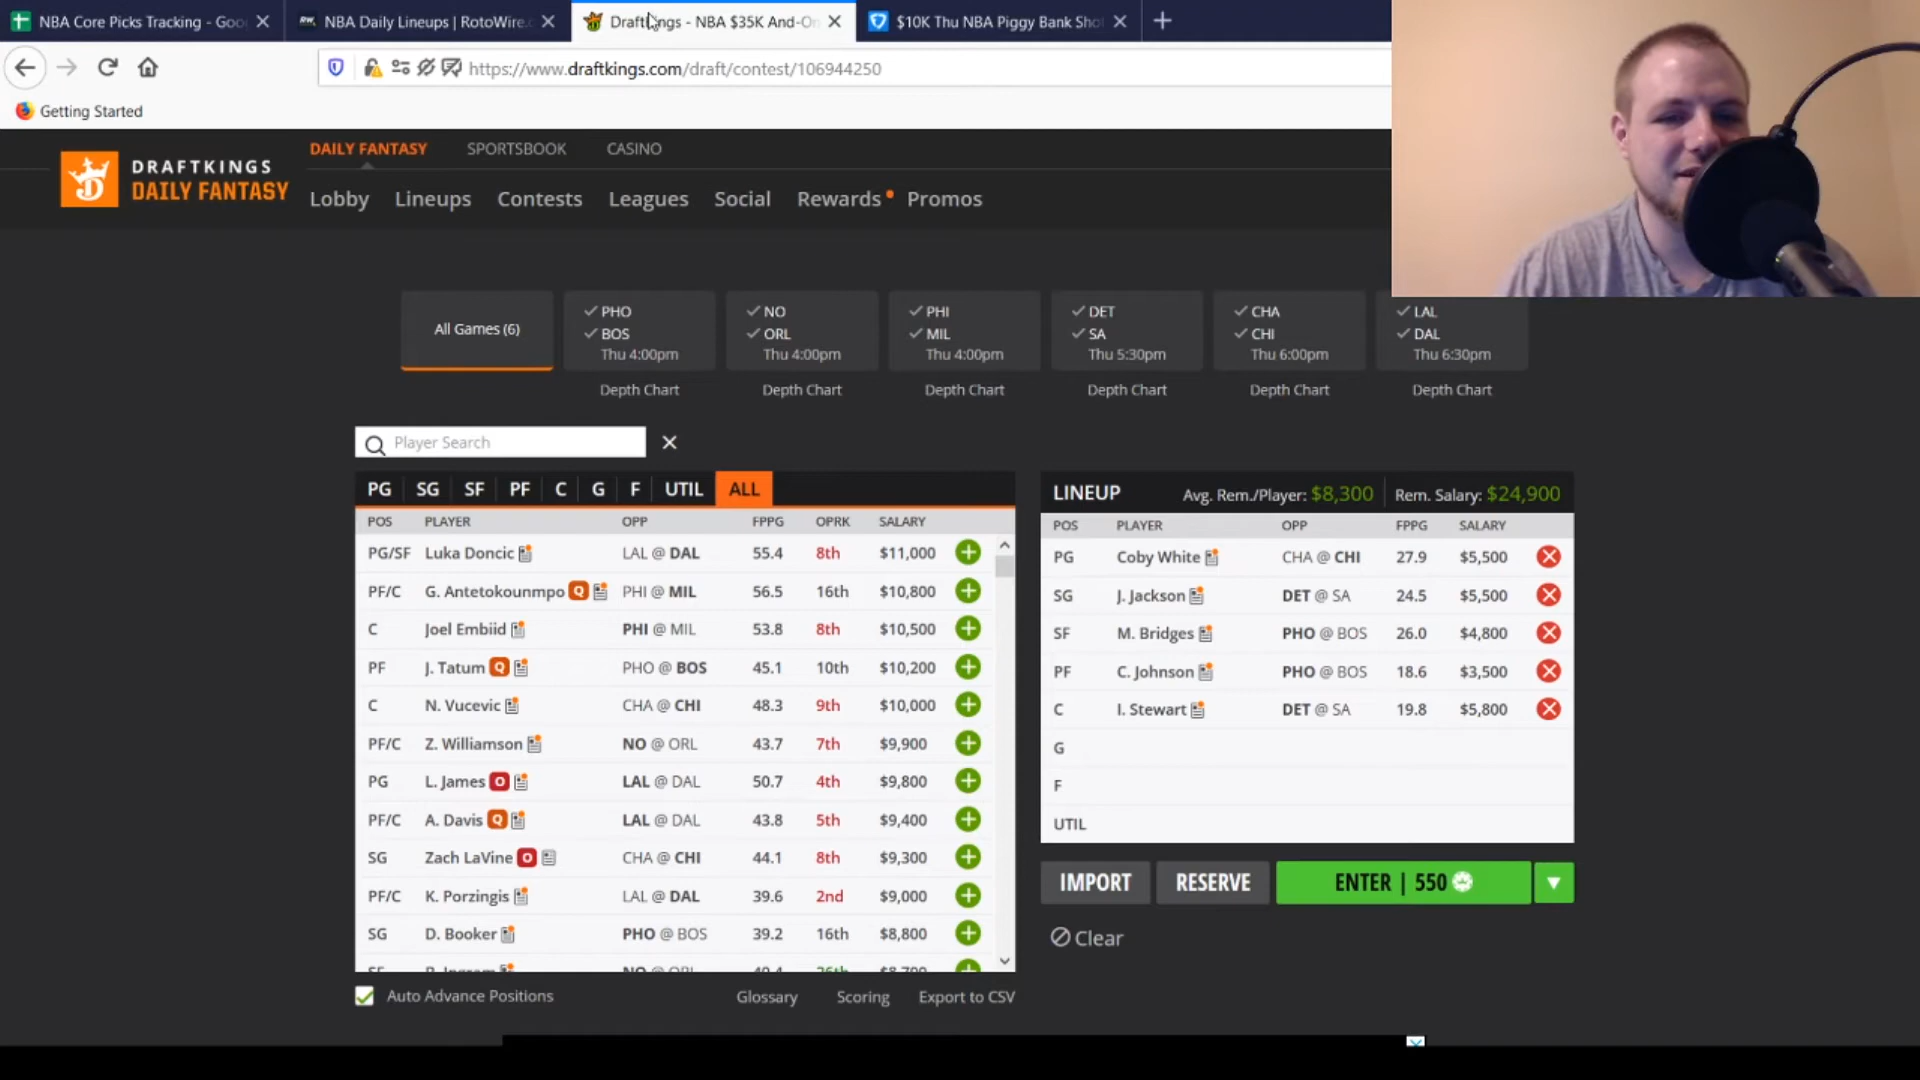 NBA Core Picks Tracking - Goo
NBA Daily Lineups | RotoWire.
DraftKings - NBA $35K And-On
$10K Thu NBA Piggy Bank Sho
https://www.draftkings.com/draft/contest/106944250
Getting Started
DRAFTKINGS
DAILY FANTASY
DAILY FANTASY SPORTSBOOK CASINO
Lobby Lineups Contests Leagues Social Rewards Promos
All Games (6)
PHO
BOS
Thu 4:00pm
NO
ORL
Thu 4:00pm
PHI
MIL
Thu 4:00pm
DET
SA
Thu 5:30pm
CHA
CHI
Thu 6:00pm
LAL
DAL
Thu 6:30pm
Depth Chart Depth Chart Depth Chart Depth Chart Depth Chart Depth Chart
Player Search
PG SG SF PF C G F UTIL ALL
POS PLAYER OPP FPPG OPRK SALARY
PG/SF Luka Doncic LAL @ DAL 55.4 8th $11,000
PF/C G. Antetokounmpo Q PHI @ MIL 56.5 16th $10,800
C Joel Embiid PHI @ MIL 53.8 8th $10,500
PF J. Tatum Q PHO @ BOS 45.1 10th $10,200
C N. Vucevic CHA @ CHI 48.3 9th $10,000
PF/C Z. Williamson NO @ ORL 43.7 7th $9,900
PG L. James O LAL @ DAL 50.7 4th $9,800
PF/C A. Davis Q LAL @ DAL 43.8 5th $9,400
SG Zach LaVine O CHA @ CHI 44.1 8th $9,300
PF/C K. Porzingis LAL @ DAL 39.6 2nd $9,000
SG D. Booker PHO @ BOS 39.2 16th $8,800
Auto Advance Positions Glossary Scoring Export to CSV
LINEUP Avg. Rem./Player: $8,300 Rem. Salary: $24,900
POS PLAYER OPP FPPG SALARY
PG Coby White CHA @ CHI 27.9 $5,500
SG J. Jackson DET @ SA 24.5 $5,500
SF M. Bridges PHO @ BOS 26.0 $4,800
PF C. Johnson PHO @ BOS 18.6 $3,500
C I. Stewart DET @ SA 19.8 $5,800
G
F
UTIL
IMPORT RESERVE ENTER | 550
Clear